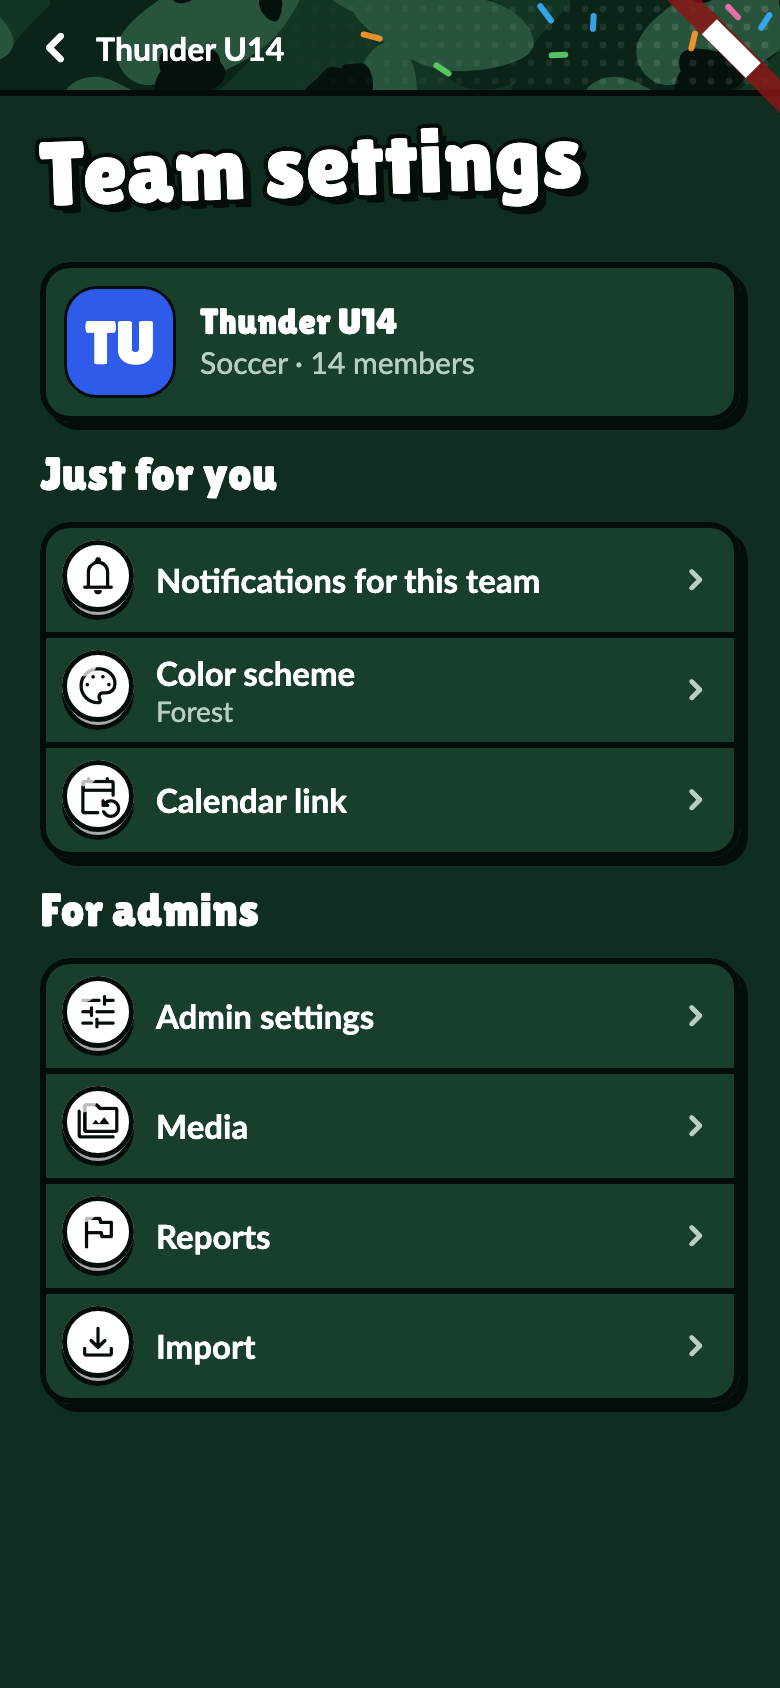 Thunder U14
Team settings
TU
Thunder U14
Soccer · 14 members
Just for you
Notifications for this team
Color scheme
Forest
Calendar link
For admins
Admin settings
Media
Reports
Import